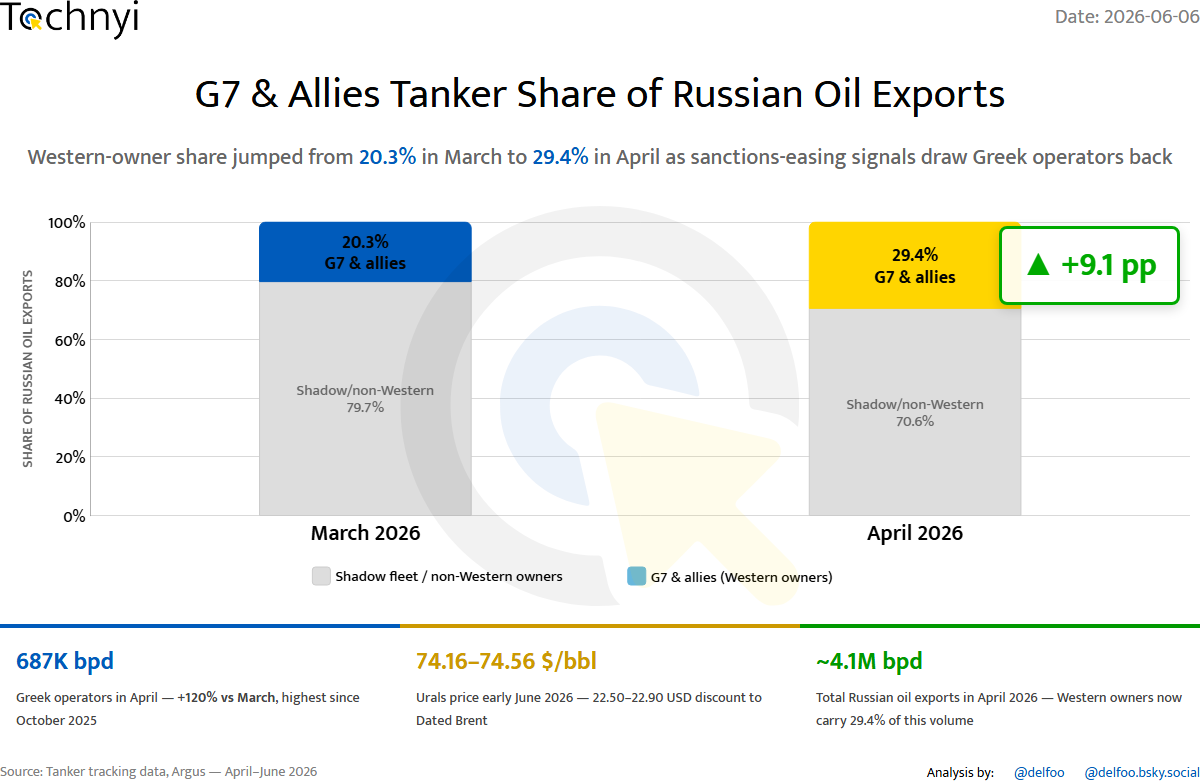 Technyi
Date: 2026-06-06
G7 & Allies Tanker Share of Russian Oil Exports
Western-owner share jumped from 20.3% in March to 29.4% in April as sanctions-easing signals draw Greek operators back
SHARE OF RUSSIAN OIL EXPORTS
100%
80%
60%
40%
20%
0%
20.3%
G7 & allies
Shadow/non-Western
79.7%
March 2026
29.4%
G7 & allies
▲ +9.1 pp
Shadow/non-Western
70.6%
April 2026
Shadow fleet / non-Western owners
G7 & allies (Western owners)
687K bpd
Greek operators in April — +120% vs March, highest since
October 2025
74.16–74.56 $/bbl
Urals price early June 2026 — 22.50–22.90 USD discount to
Dated Brent
~4.1M bpd
Total Russian oil exports in April 2026 — Western owners now
carry 29.4% of this volume
Source: Tanker tracking data, Argus — April–June 2026
Analysis by: @delfoo @delfoo.bsky.social